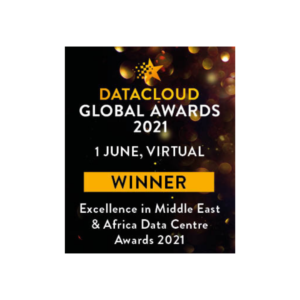 DATACLOUD
GLOBAL AWARDS
2021
1 JUNE, VIRTUAL
WINNER
Excellence in Middle East
& Africa Data Centre
Awards 2021